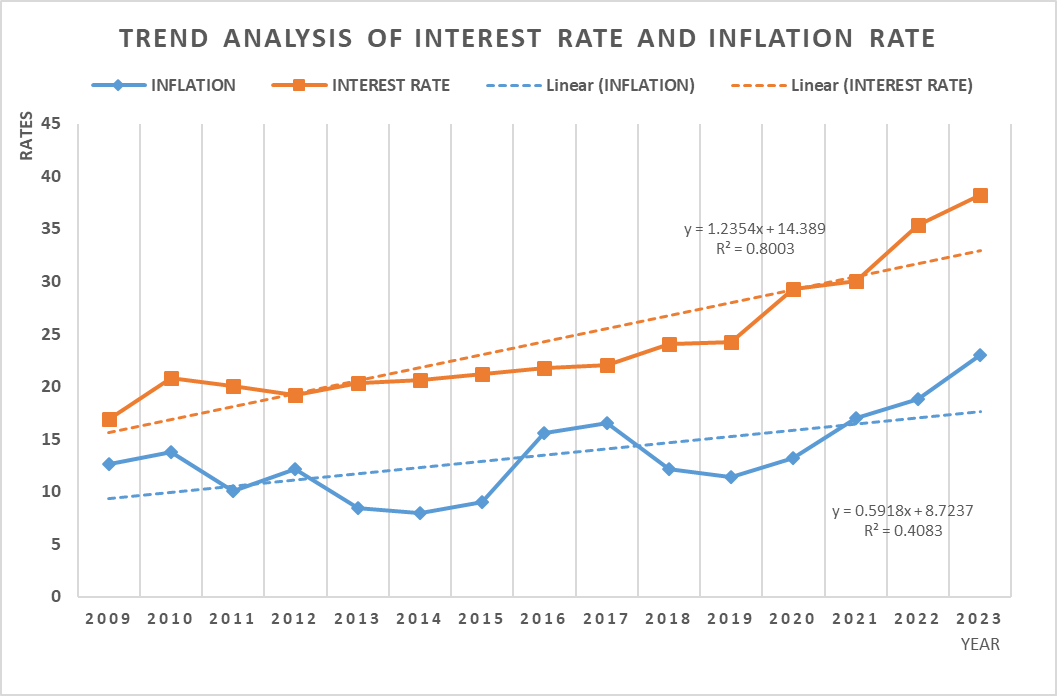 TREND ANALYSIS OF INTEREST RATE AND INFLATION RATE
INFLATION INTEREST RATE Linear (INFLATION) Linear (INTEREST RATE)
RATES
45
40
35
30
25
20
15
10
5
0
y = 1.2354x + 14.389
R² = 0.8003
y = 0.5918x + 8.7237
R² = 0.4083
2009 2010 2011 2012 2013 2014 2015 2016 2017 2018 2019 2020 2021 2022 2023
YEAR